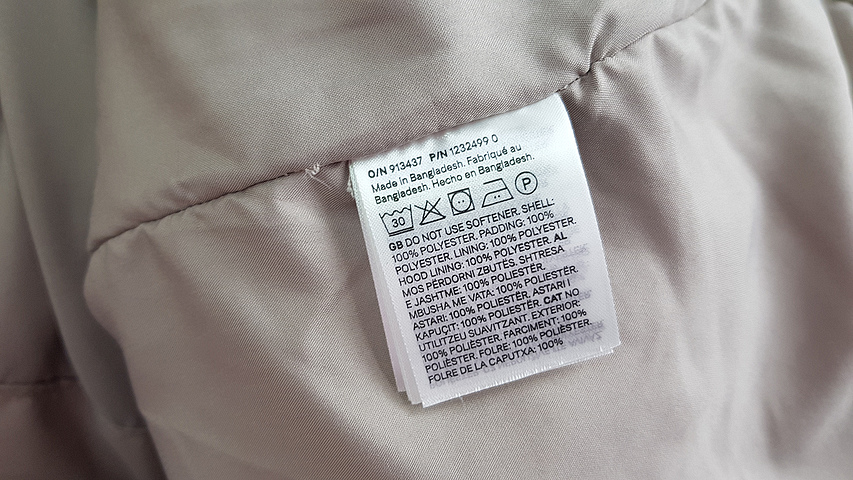 O/N 913437 P/N 1232499 0
Made in Bangladesh. Fabriqué au
Bangladesh. Hecho en Bangladesh.
30 P
GB DO NOT USE SOFTENER. SHELL:
100% POLYESTER. PADDING: 100%
POLYESTER. LINING: 100% POLYESTER.
HOOD LINING: 100% POLYESTER. AL
MOS PËRDORNI ZBUTËS. SHTRESA
E JASHTME: 100% POLIESTËR.
MBUSHA ME VATA: 100% POLIESTËR.
ASTARI: 100% POLIESTËR. ASTARI I
KAPUÇIT: 100% POLIESTËR. CAT NO
UTILITZEU SUAVITZANT. EXTERIOR:
100% POLIÈSTER. FARCIMENT: 100%
POLIÈSTER. FOLRE: 100% POLIÈSTER.
FOLRE DE LA CAPUTXA: 100%